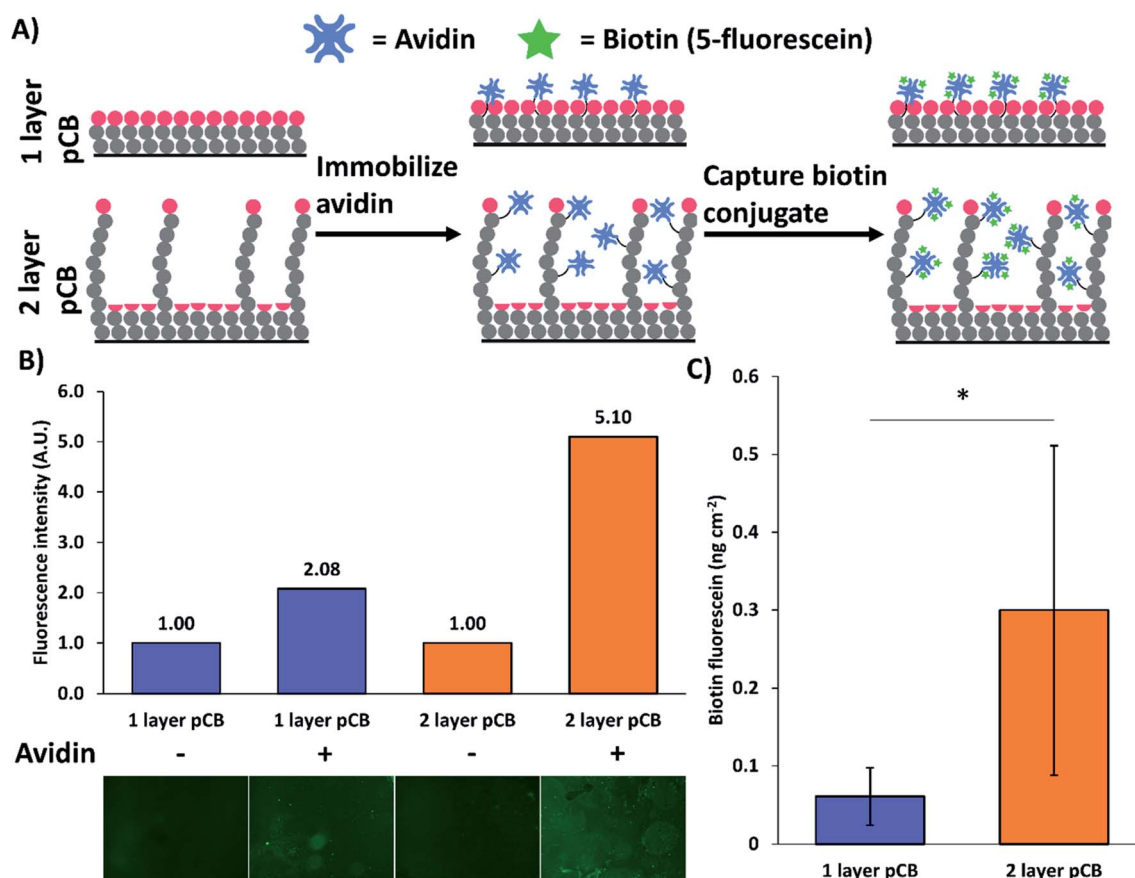 A)
= Avidin
= Biotin (5-fluorescein)
1 layer
pCB
Immobilize
avidin
Capture biotin
conjugate
2 layer
pCB
B)
Fluorescence intensity (A.U.)
6.0
5.0
4.0
3.0
2.0
1.0
0.0
1.00
2.08
1.00
5.10
1 layer pCB
1 layer pCB
2 layer pCB
2 layer pCB
Avidin
-
+
-
+
C)
Biotin fluorescein (ng cm⁻²)
0.6
0.5
0.4
0.3
0.2
0.1
0
*
1 layer pCB
2 layer pCB